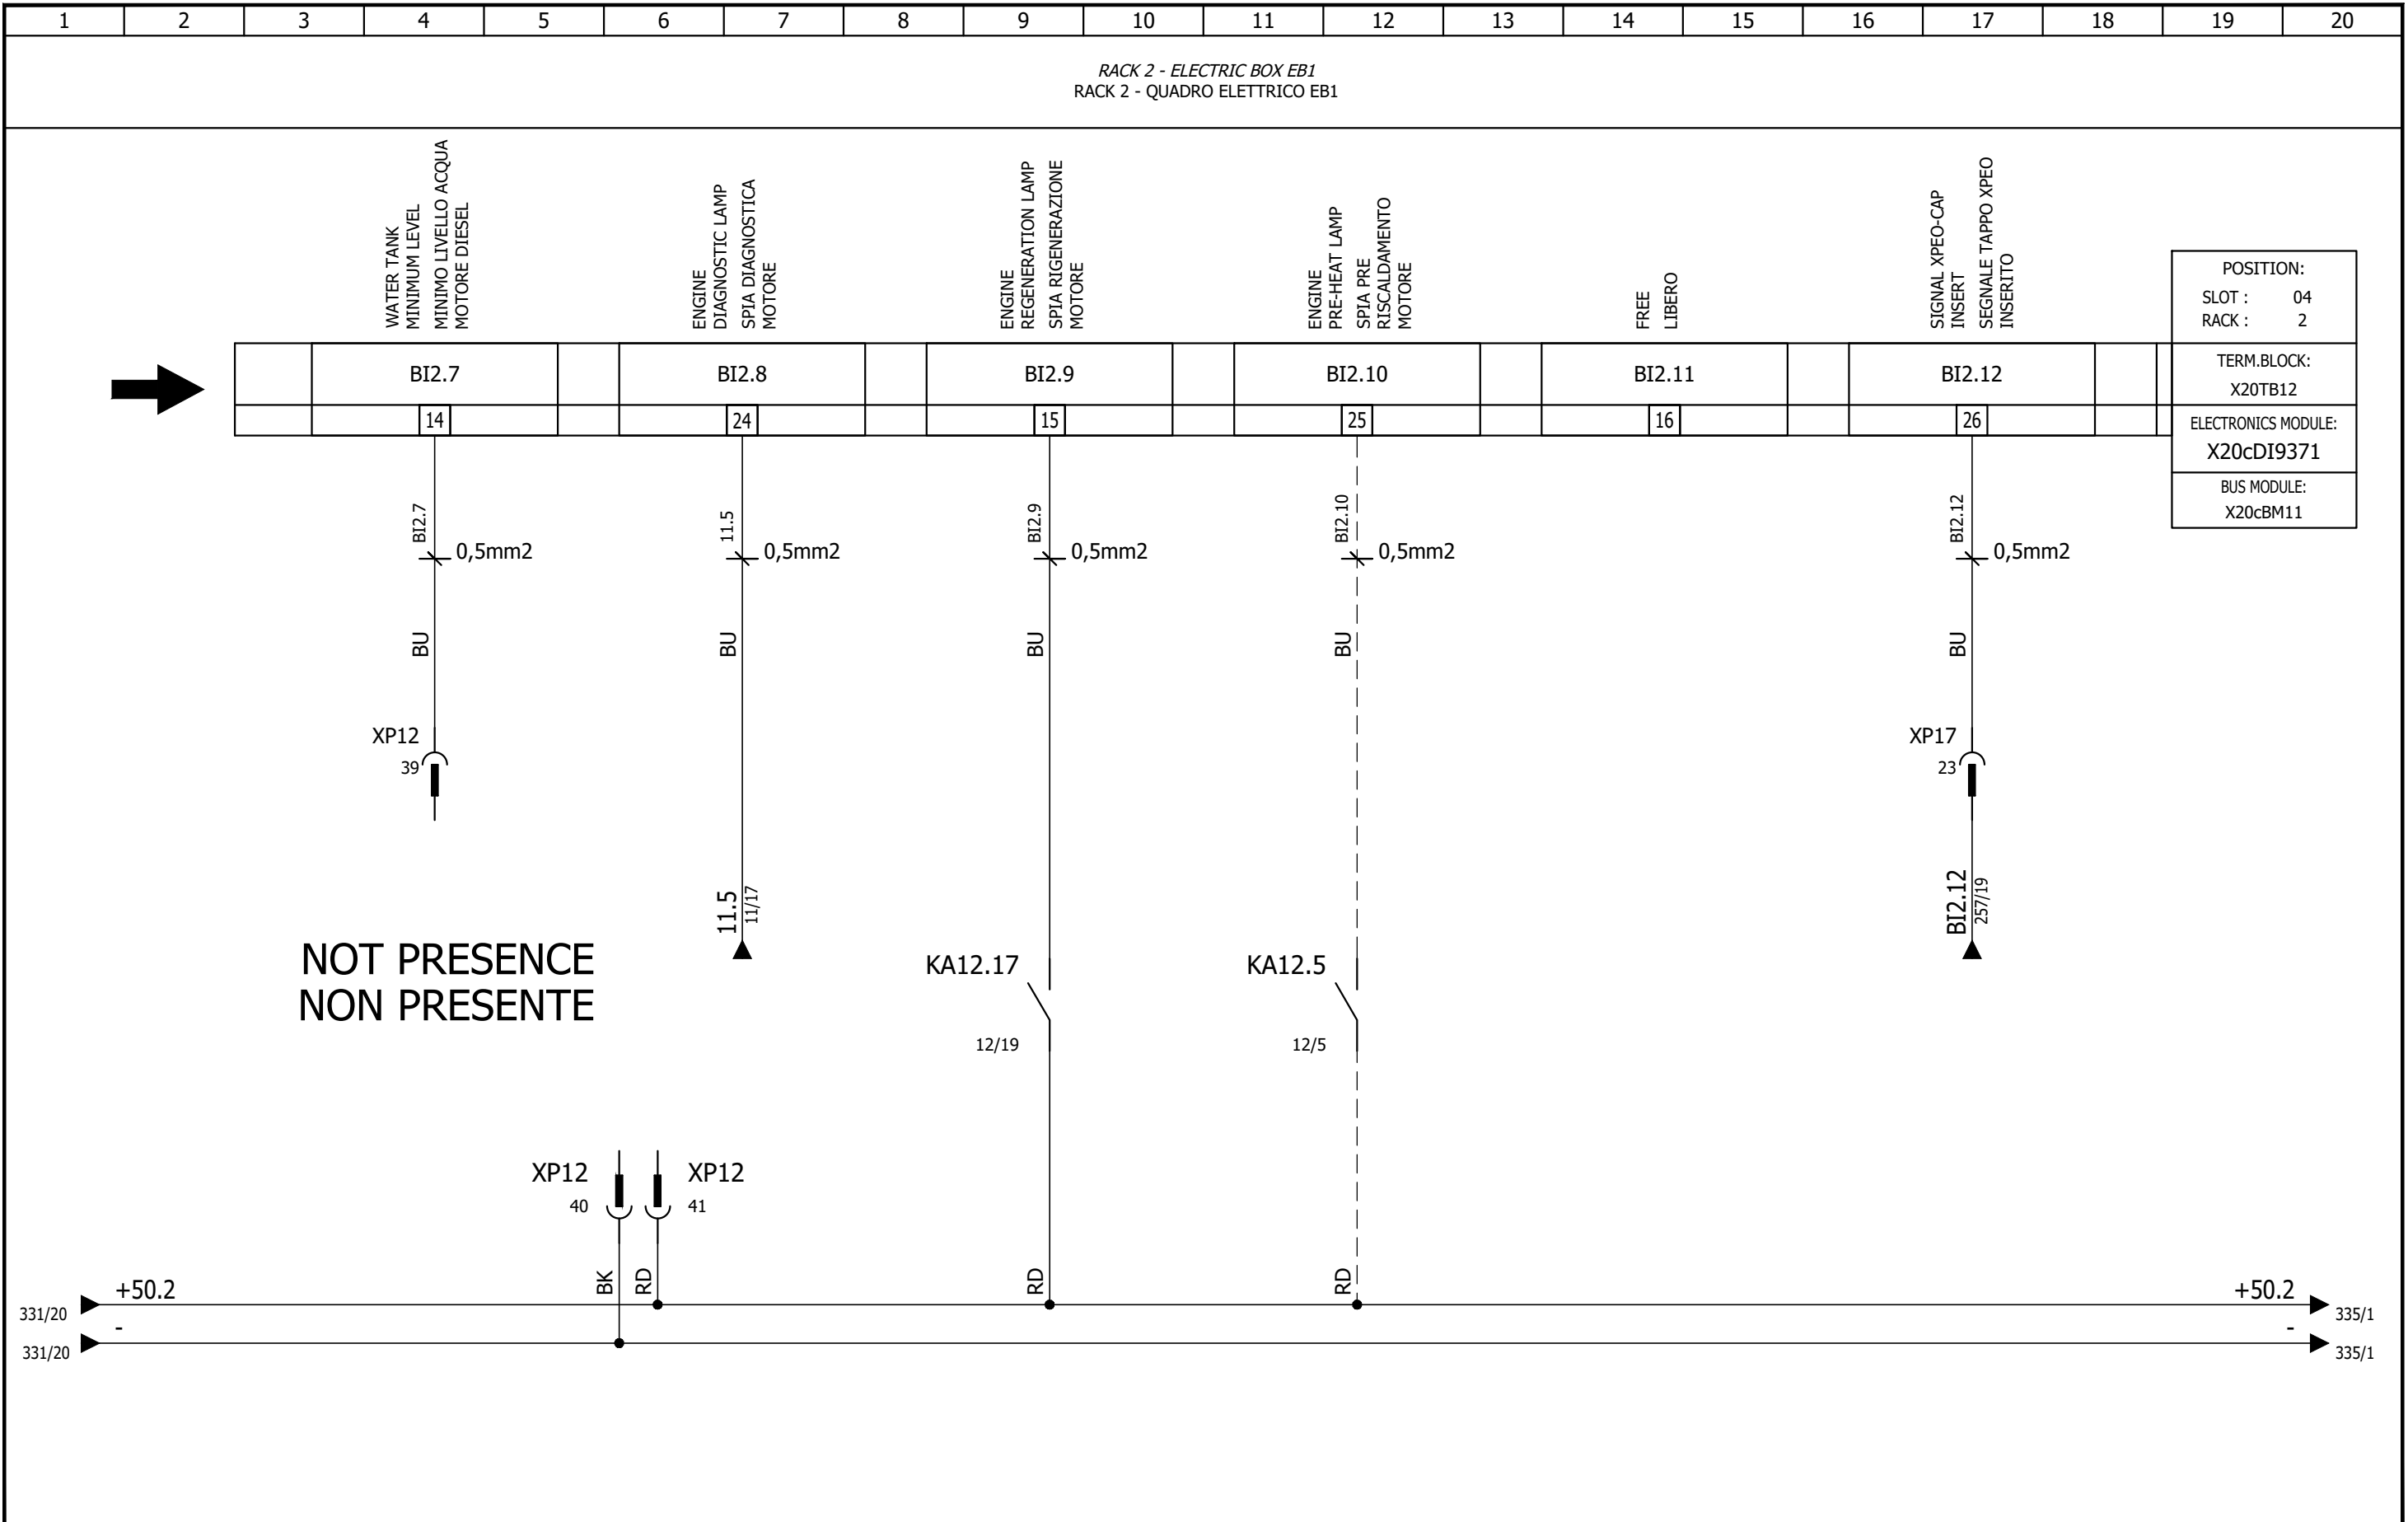 1 2 3 4 5 6 7 8 9 10 11 12 13 14 15 16 17 18 19 20
RACK 2 - ELECTRIC BOX EB1
RACK 2 - QUADRO ELETTRICO EB1
WATER TANK
MINIMUM LEVEL
MINIMO LIVELLO ACQUA
MOTORE DIESEL
ENGINE
DIAGNOSTIC LAMP
SPIA DIAGNOSTICA
MOTORE
ENGINE
REGENERATION LAMP
SPIA RIGENERAZIONE
MOTORE
ENGINE
PRE-HEAT LAMP
SPIA PRE
RISCALDAMENTO
MOTORE
FREE
LIBERO
SIGNAL XPEO-CAP
INSERT
SEGNALE TAPPO XPEO
INSERITO
POSITION:
SLOT : 04
RACK : 2
TERM.BLOCK:
X20TB12
ELECTRONICS MODULE:
X20cDI9371
BUS MODULE:
X20cBM11
BI2.7 BI2.8 BI2.9 BI2.10 BI2.11 BI2.12
14 24 15 25 16 26
BI2.7 0,5mm2 11.5 0,5mm2 BI2.9 0,5mm2 BI2.10 0,5mm2 BI2.12 0,5mm2
BU BU BU BU BU
XP12 XP17
39 23
11.5 11/17 BI2.12 257/19
NOT PRESENCE
NON PRESENTE
KA12.17 KA12.5
12/19 12/5
XP12 XP12
40 41
BK RD RD RD
+50.2 +50.2
331/20 335/1
- -
331/20 335/1